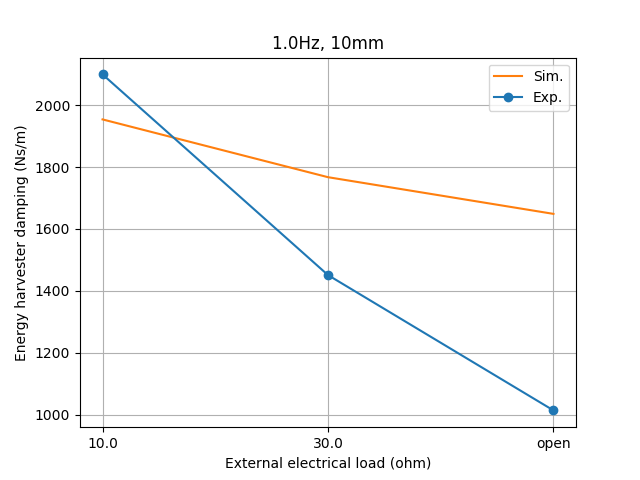 1.0Hz, 10mm
Sim.
Exp.
Energy harvester damping (Ns/m)
2000
1800
1600
1400
1200
1000
10.0
30.0
open
External electrical load (ohm)